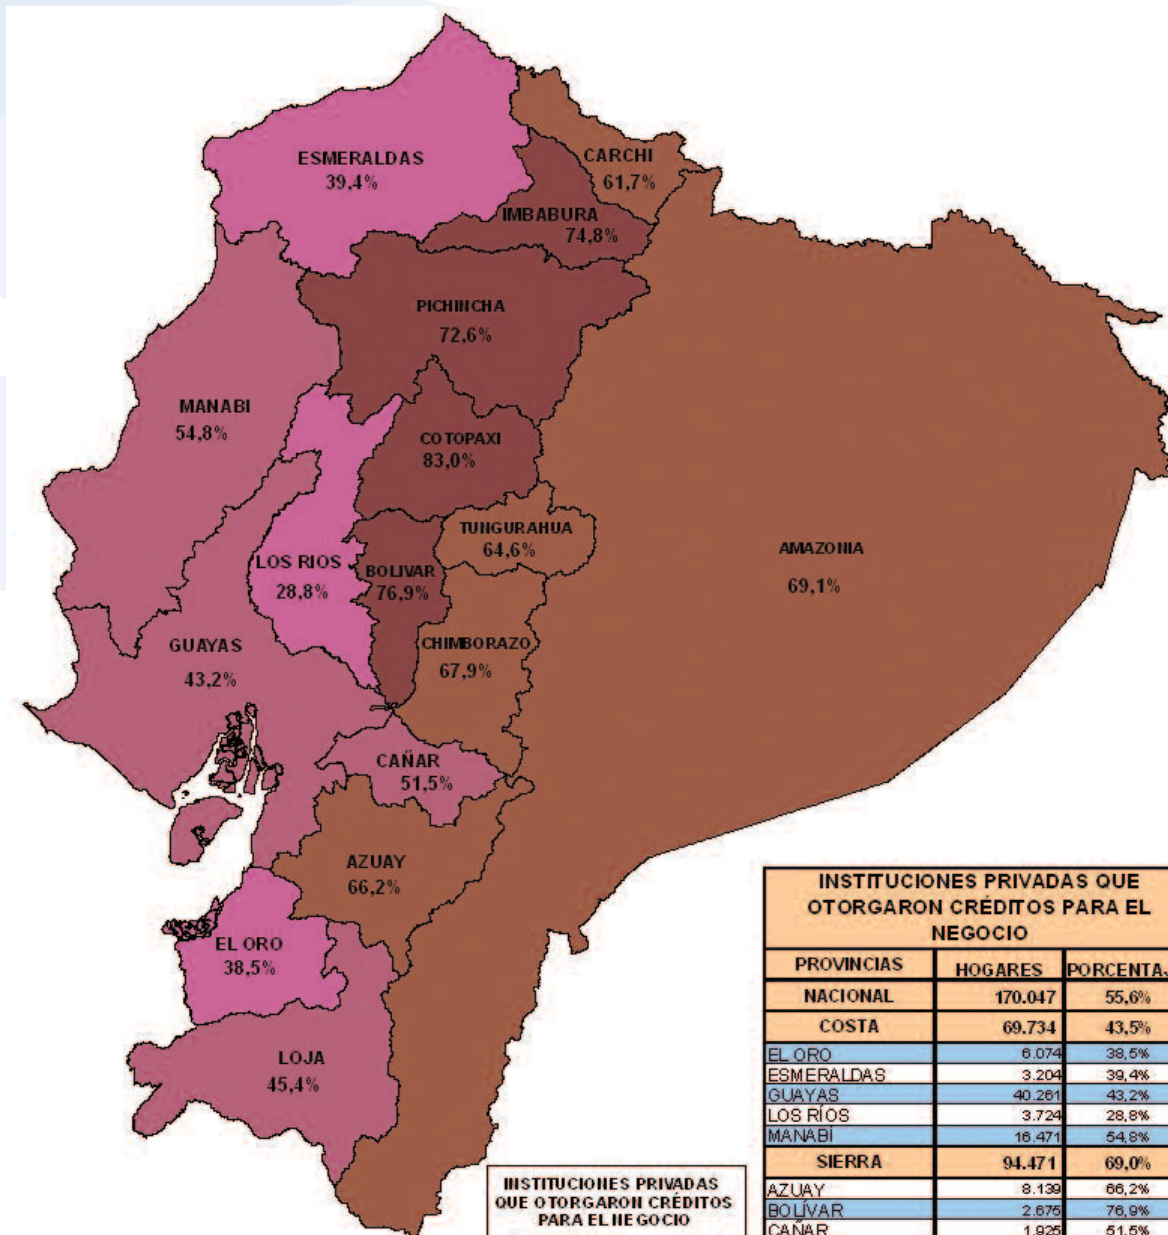 ESMERALDAS
39,4%
CARCHI
61,7%
IMBABURA
74,8%
PICHINCHA
72,6%
MANABI
54,8%
COTOPAXI
83,0%
TUNGURAHUA
64,6%
AMAZONIA
69,1%
LOS RIOS
28,8%
BOLIVAR
76,9%
GUAYAS
43,2%
CHIMBORAZO
67,9%
CAÑAR
51,5%
AZUAY
66,2%
EL ORO
38,5%
LOJA
45,4%
INSTITUCIONES PRIVADAS
QUE OTORGARON CRÉDITOS
PARA EL NEGOCIO
INSTITUCIONES PRIVADAS QUE
OTORGARON CRÉDITOS PARA EL
NEGOCIO
PROVINCIAS HOGARES PORCENTAJ
NACIONAL 170.047 55,6%
COSTA 69.734 43,5%
EL ORO 6.074 38,5%
ESMERALDAS 3.204 39,4%
GUAYAS 40.261 43,2%
LOS RÍOS 3.724 28,8%
MANABÍ 16.471 54,8%
SIERRA 94.471 69,0%
AZUAY 8.139 66,2%
BOLÍVAR 2.675 76,9%
CAÑAR 1.925 51,5%